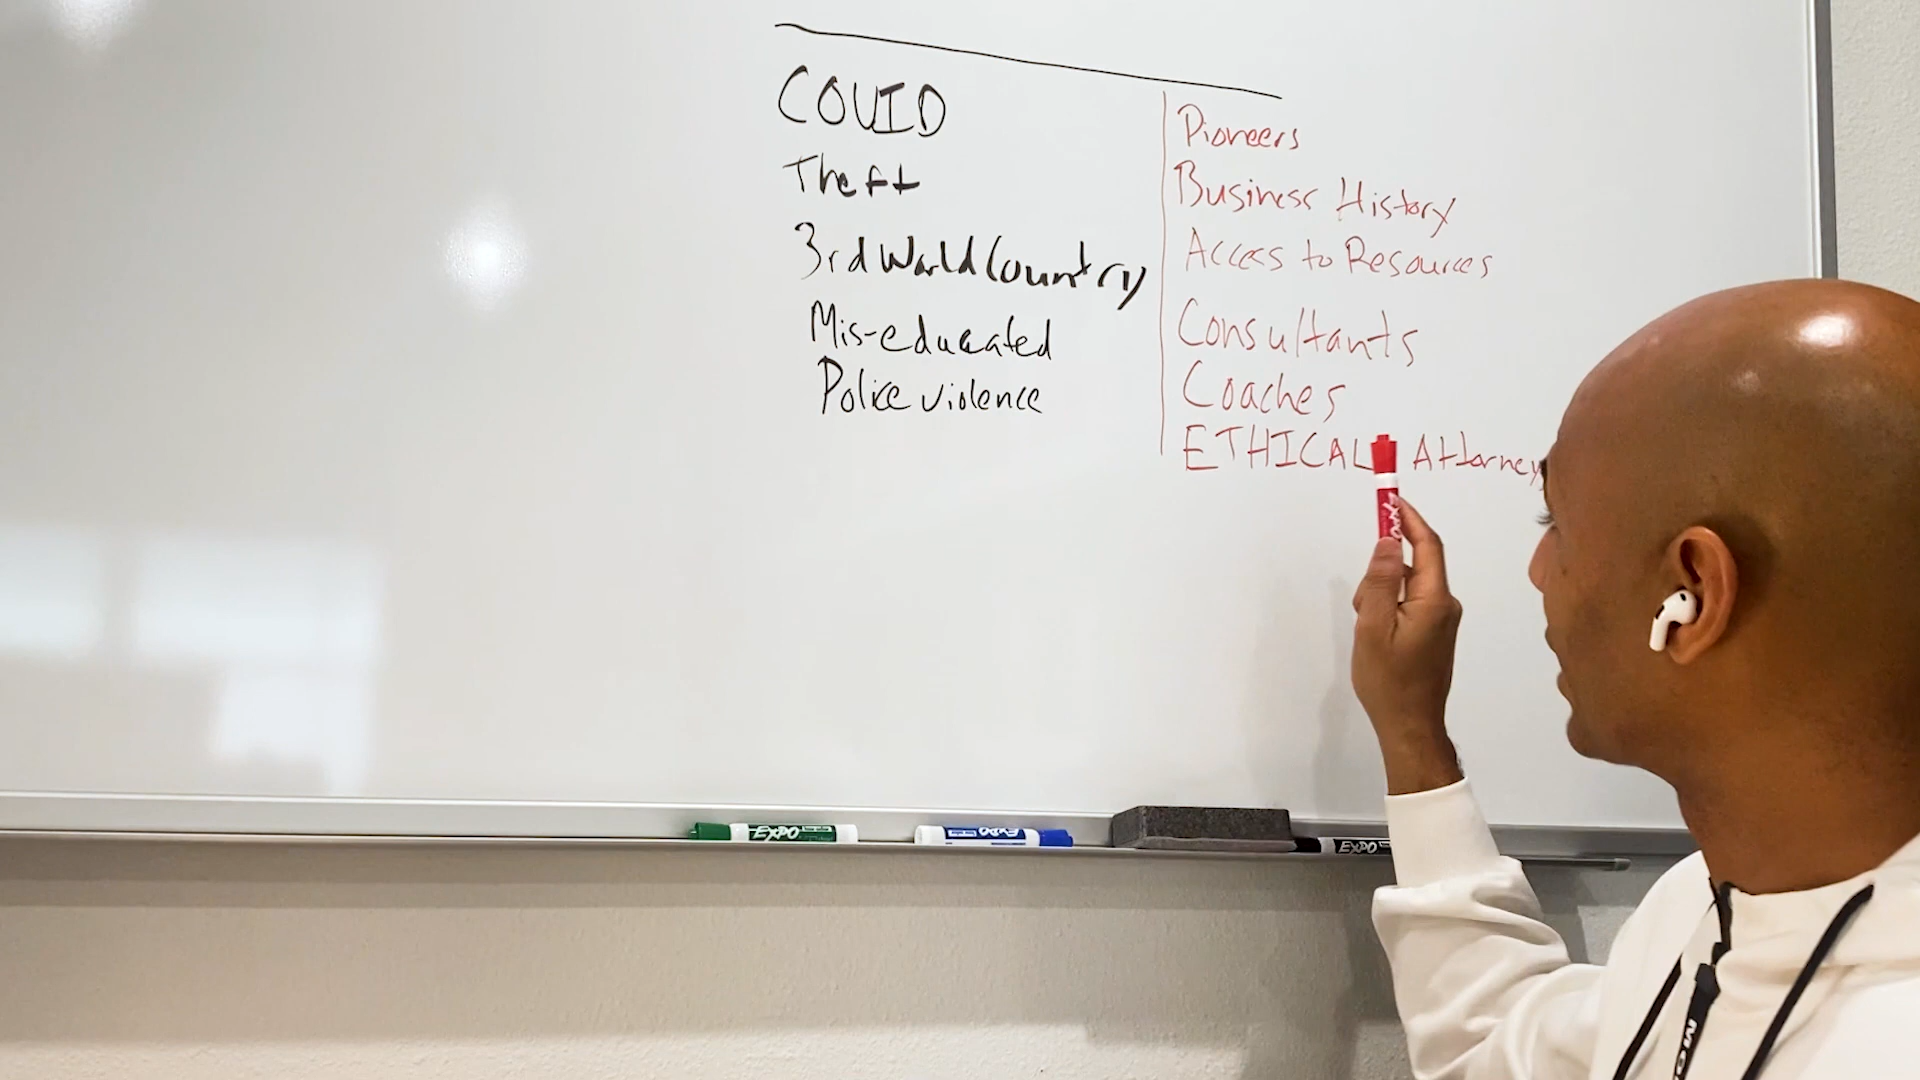 COVID
Theft
3rd World Country
Mis-educated
Police violence
Pioneers
Business History
Access to Resources
Consultants
Coaches
ETHICAL Attorneys
EXPO
EXPO
EXPO
EXPO